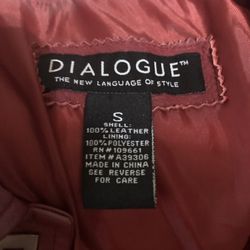 DIALOGUE™
THE NEW LANGUAGE OF STYLE
S
SHELL:
100% LEATHER
LINING:
100% POLYESTER
RN # 109661
ITEM # A39306
MADE IN CHINA
SEE REVERSE
FOR CARE